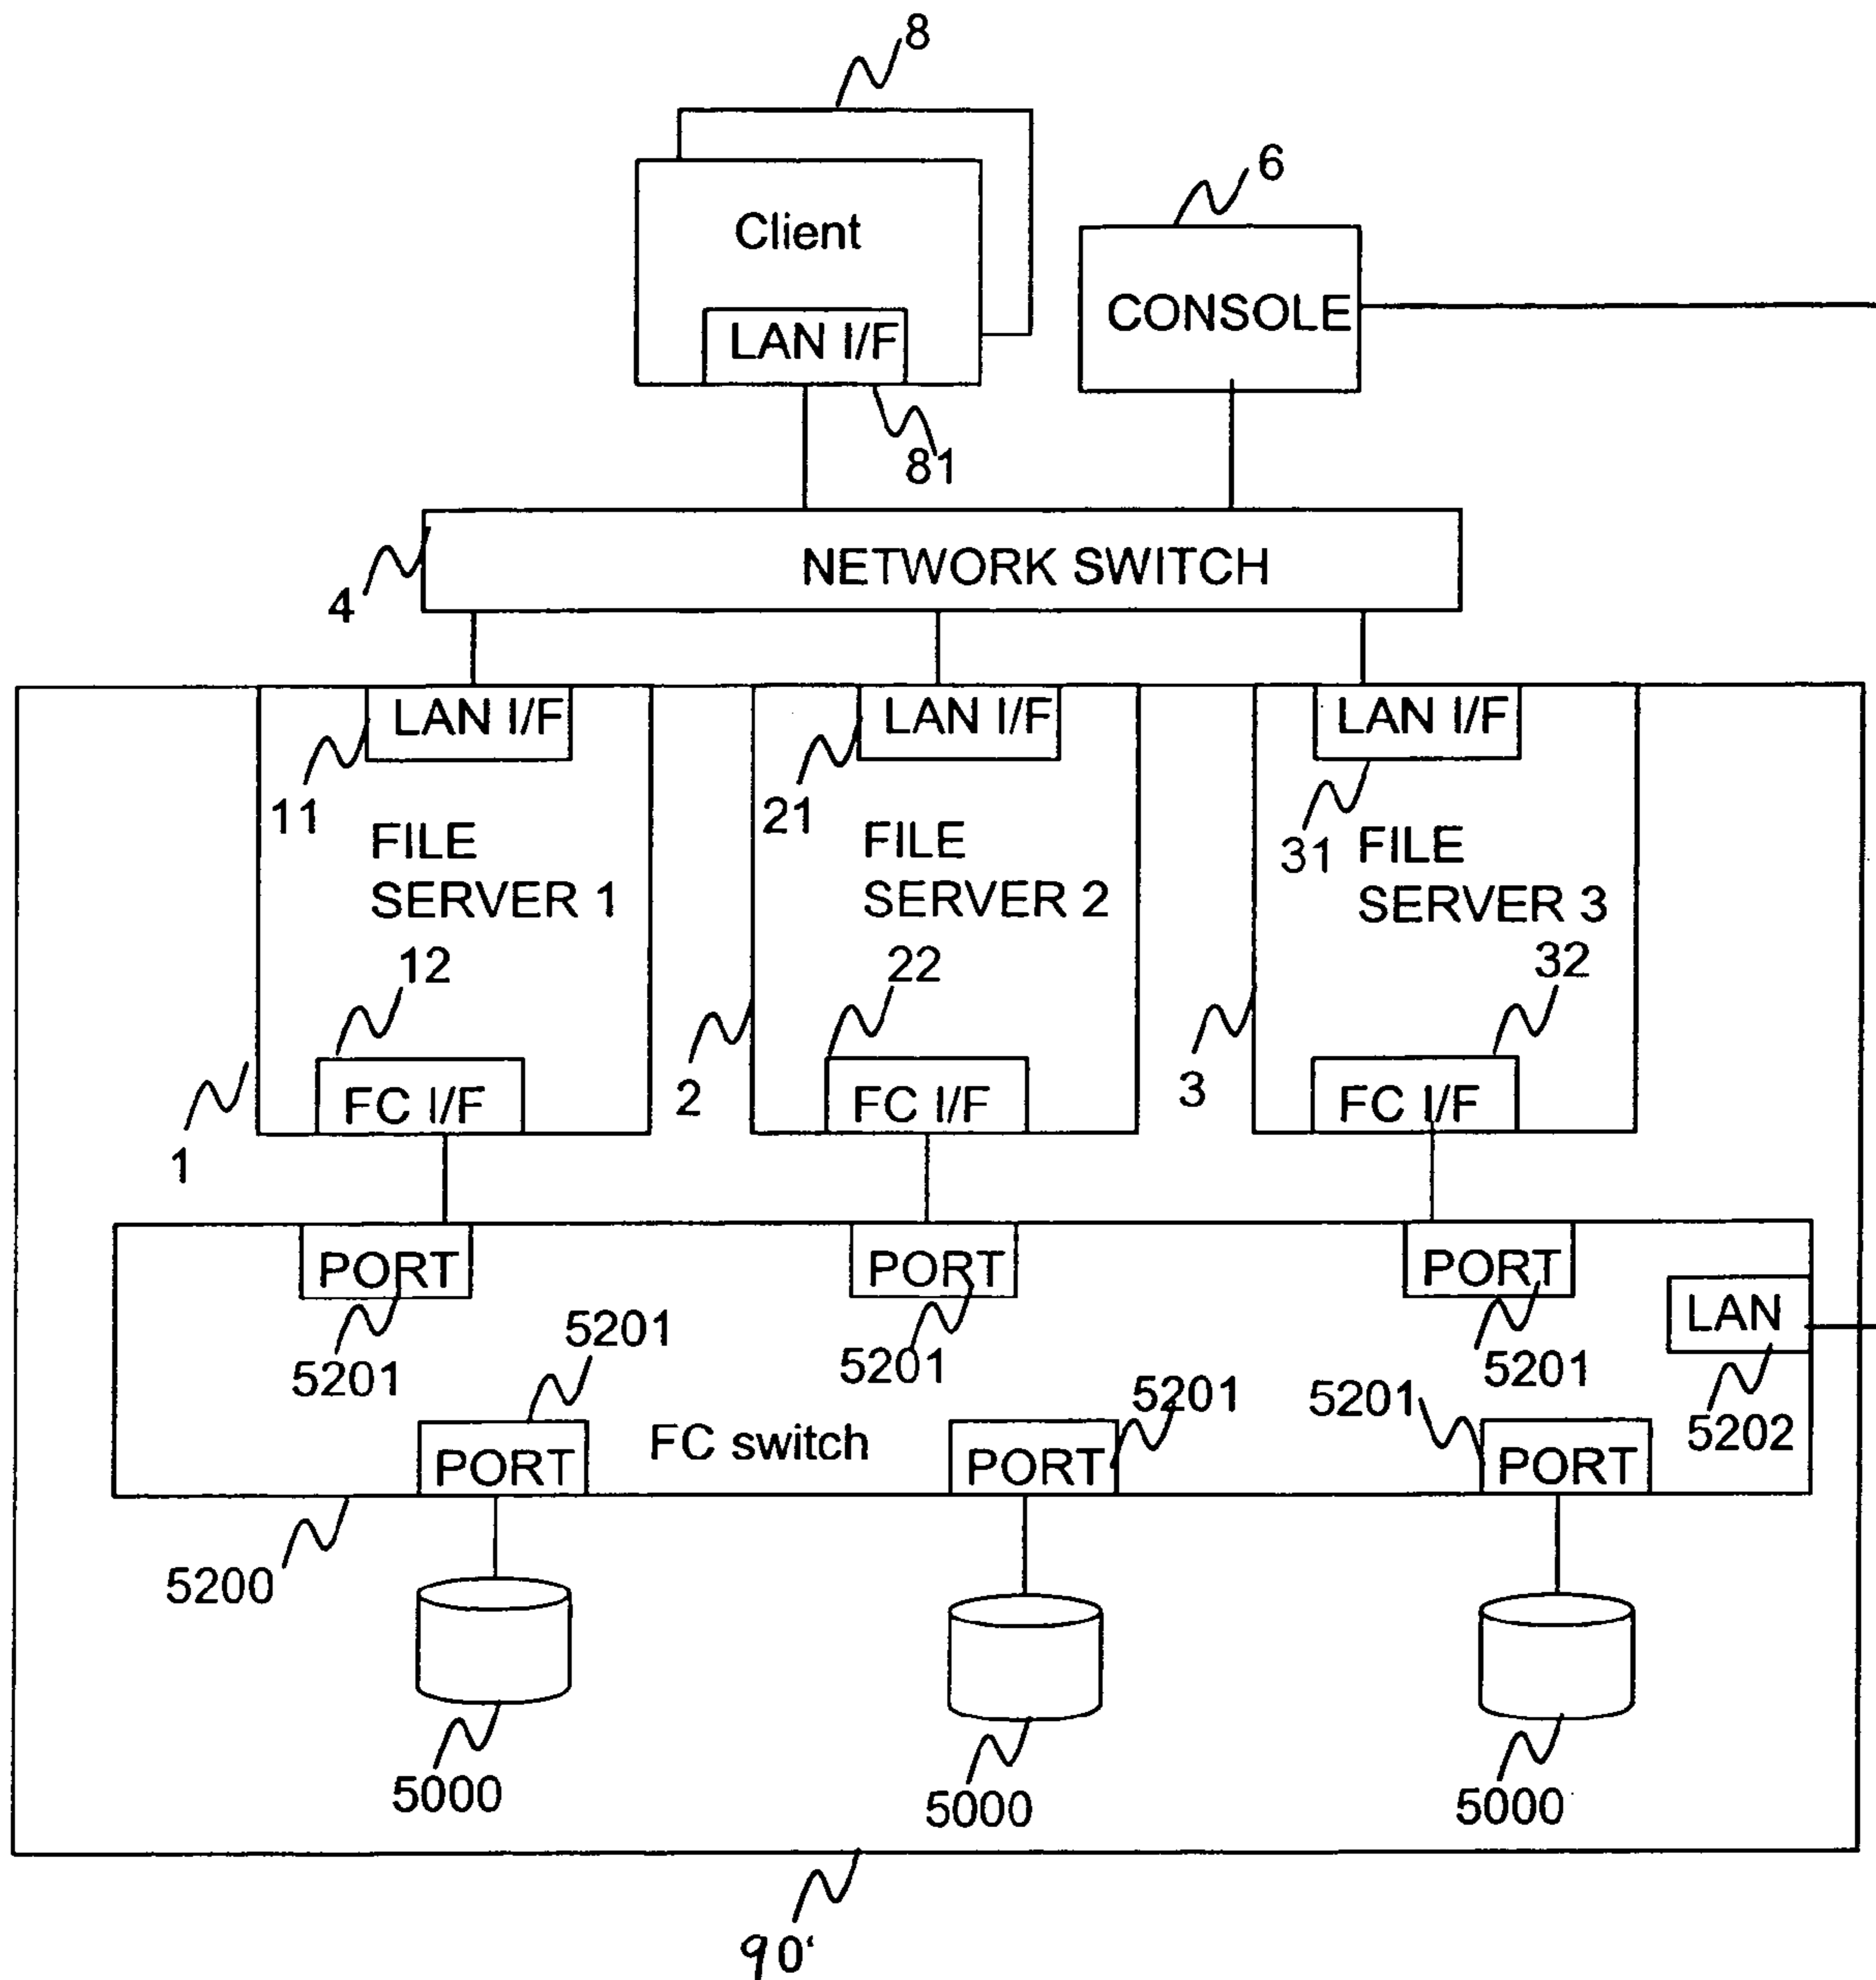 8
6
Client
CONSOLE
LAN I/F
81
NETWORK SWITCH
4
LAN I/F
LAN I/F
LAN I/F
11
21
31
FILE
SERVER 1
FILE
SERVER 2
FILE
SERVER 3
12
22
32
1
2
3
FC I/F
FC I/F
FC I/F
PORT
PORT
PORT
LAN
5201
5201
5201
5201
5201
5201
5202
PORT
FC switch
PORT
PORT
5200
5000
5000
5000
90'